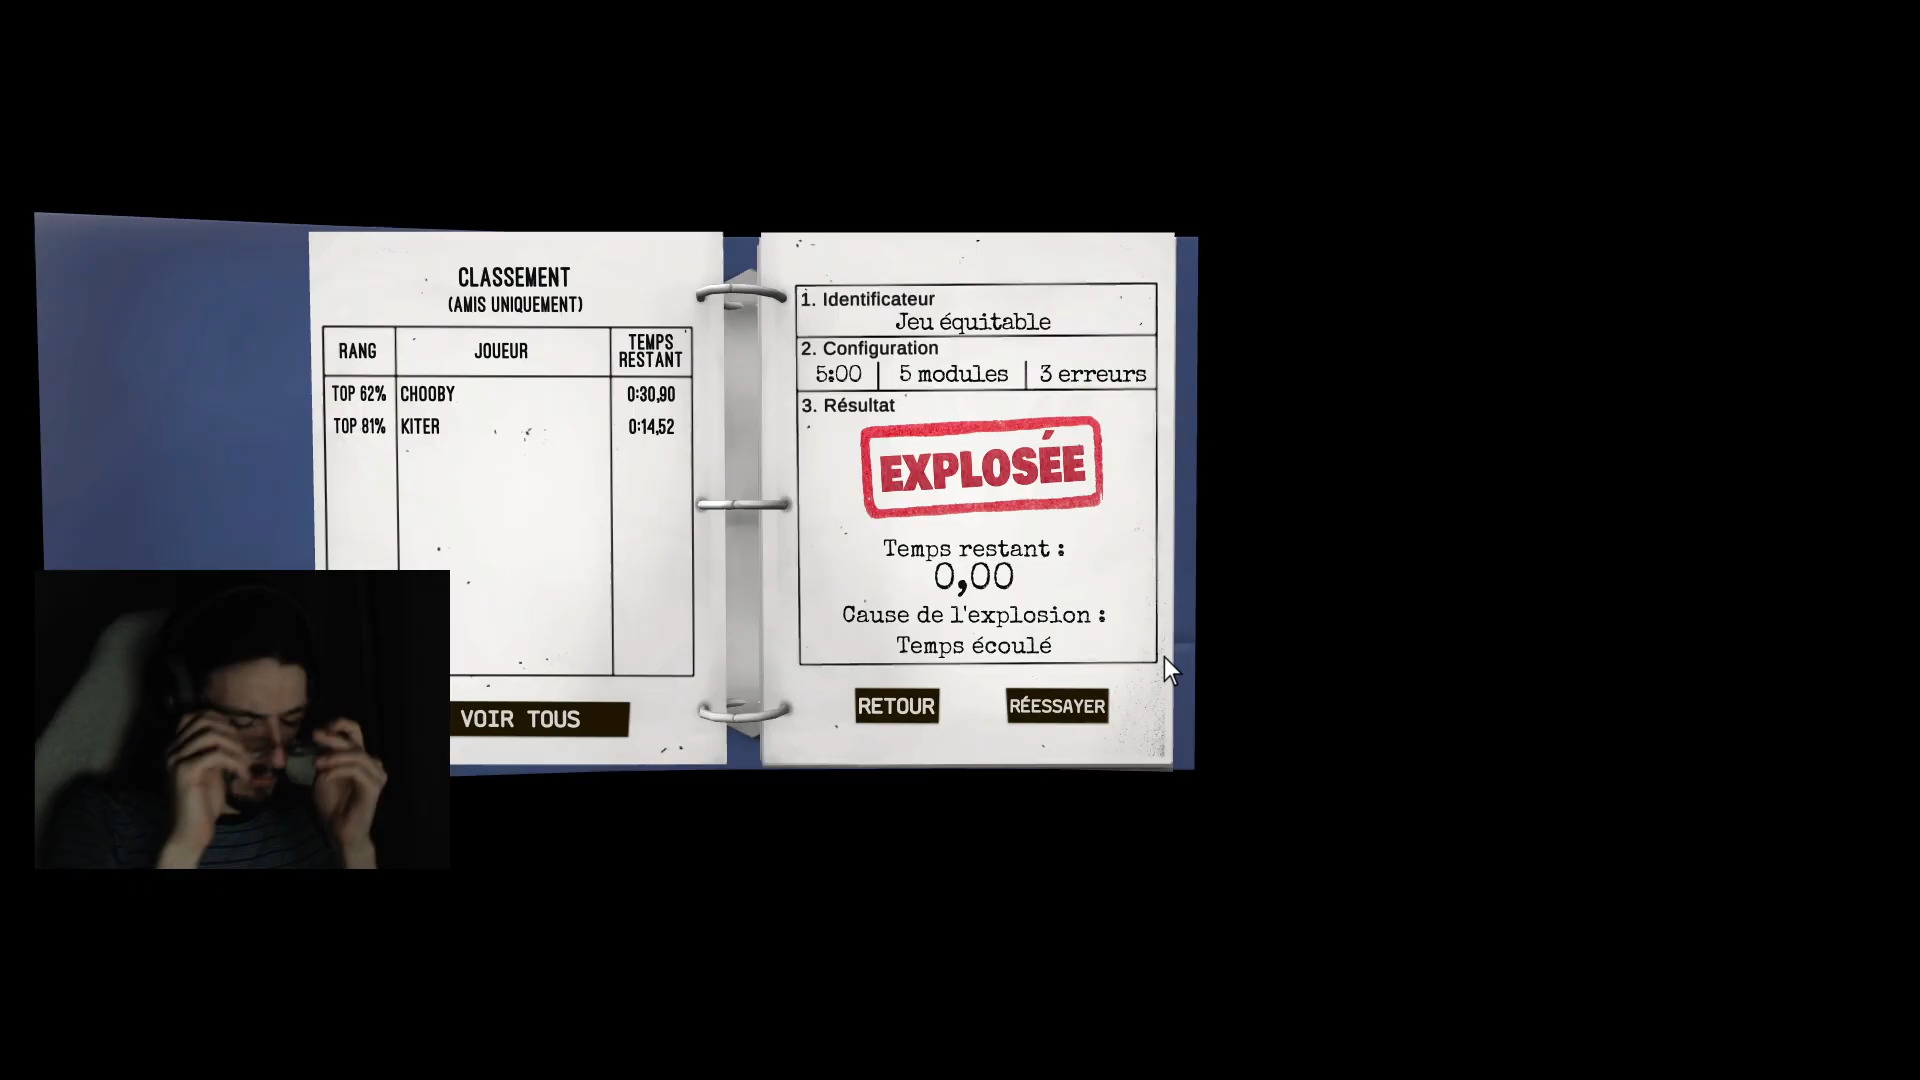 CLASSEMENT
(AMIS UNIQUEMENT)
RANG JOUEUR TEMPS RESTANT
TOP 62% CHOOBY 0:30,90
TOP 81% KITER 0:14,52
VOIR TOUS
1. Identificateur
Jeu équitable
2. Configuration
5:00 5 modules 3 erreurs
3. Résultat
EXPLOSÉE
Temps restant :
0,00
Cause de l'explosion :
Temps écoulé
RETOUR RÉESSAYER